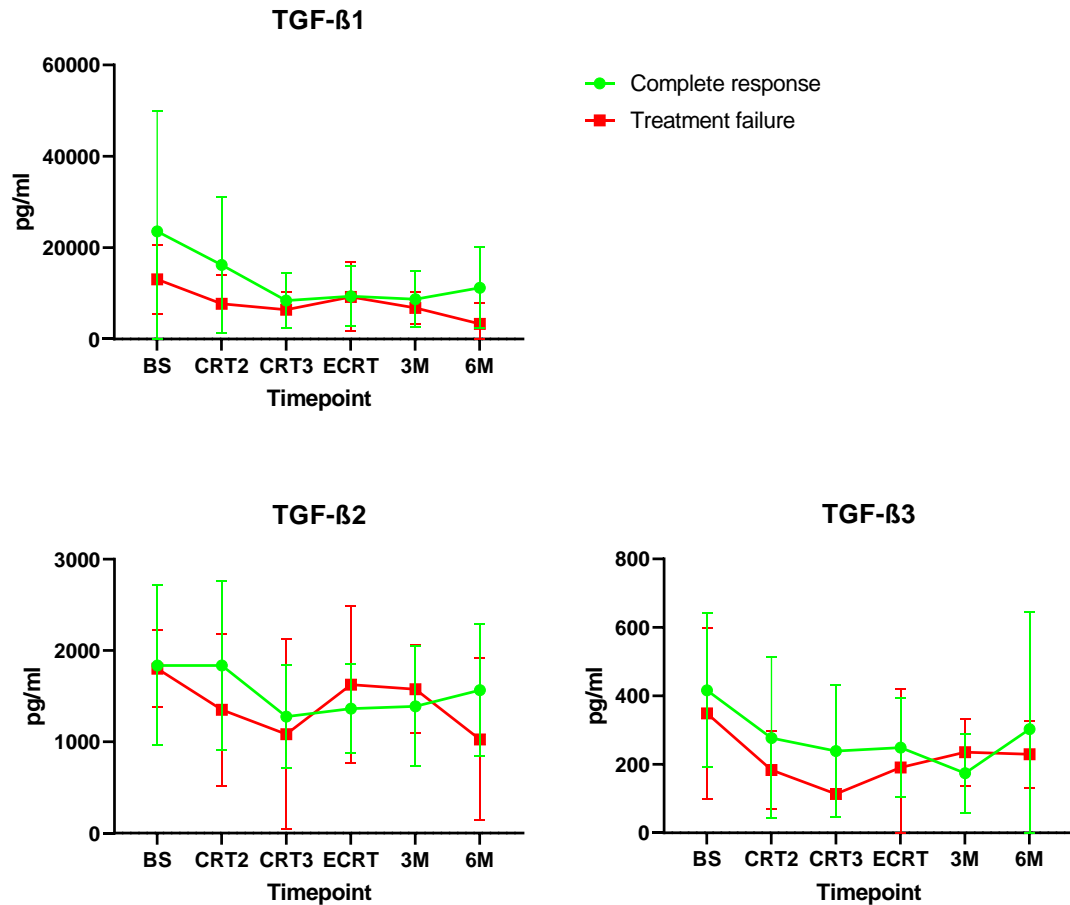 TGF-ß1
60000
40000
20000
0
pg/ml
BS CRT2 CRT3 ECRT 3M 6M
Timepoint
Complete response
Treatment failure
TGF-ß2
3000
2000
1000
0
pg/ml
BS CRT2 CRT3 ECRT 3M 6M
Timepoint
TGF-ß3
800
600
400
200
0
pg/ml
BS CRT2 CRT3 ECRT 3M 6M
Timepoint